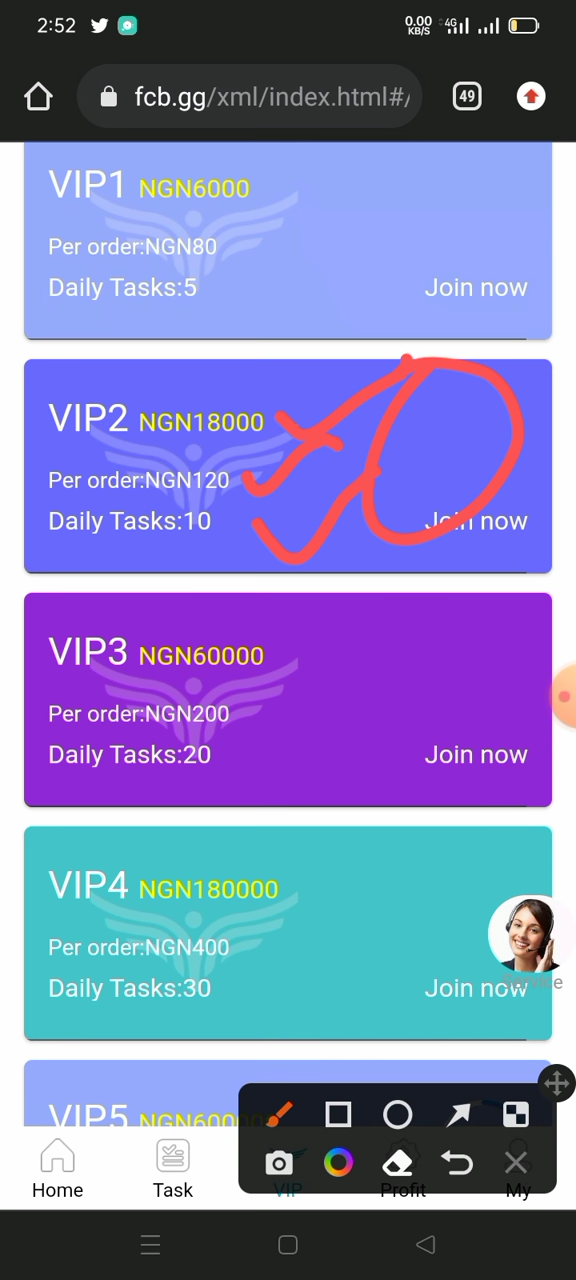 2:52
0.00
KB/S
4G
fcb.gg/xml/index.html#/
49
VIP1 NGN6000
Per order:NGN80
Daily Tasks:5
Join now
VIP2 NGN18000
Per order:NGN120
Daily Tasks:10
Join now
VIP3 NGN60000
Per order:NGN200
Daily Tasks:20
Join now
VIP4 NGN180000
Per order:NGN400
Daily Tasks:30
Join now
Service
VIP5
Home
Task
VIP
Profit
My